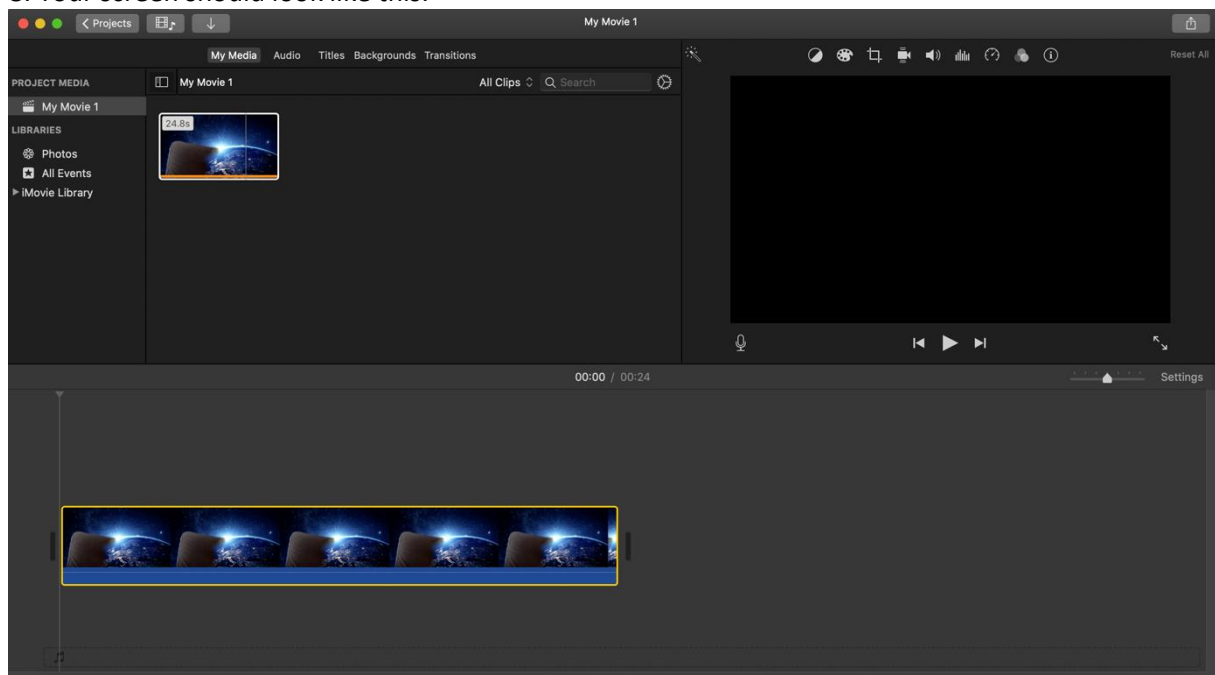 Projects
My Movie 1
My Media Audio Titles Backgrounds Transitions
Reset All
PROJECT MEDIA
My Movie 1
All Clips
Search
My Movie 1
24.8s
LIBRARIES
Photos
All Events
iMovie Library
00:00 / 00:24
Settings